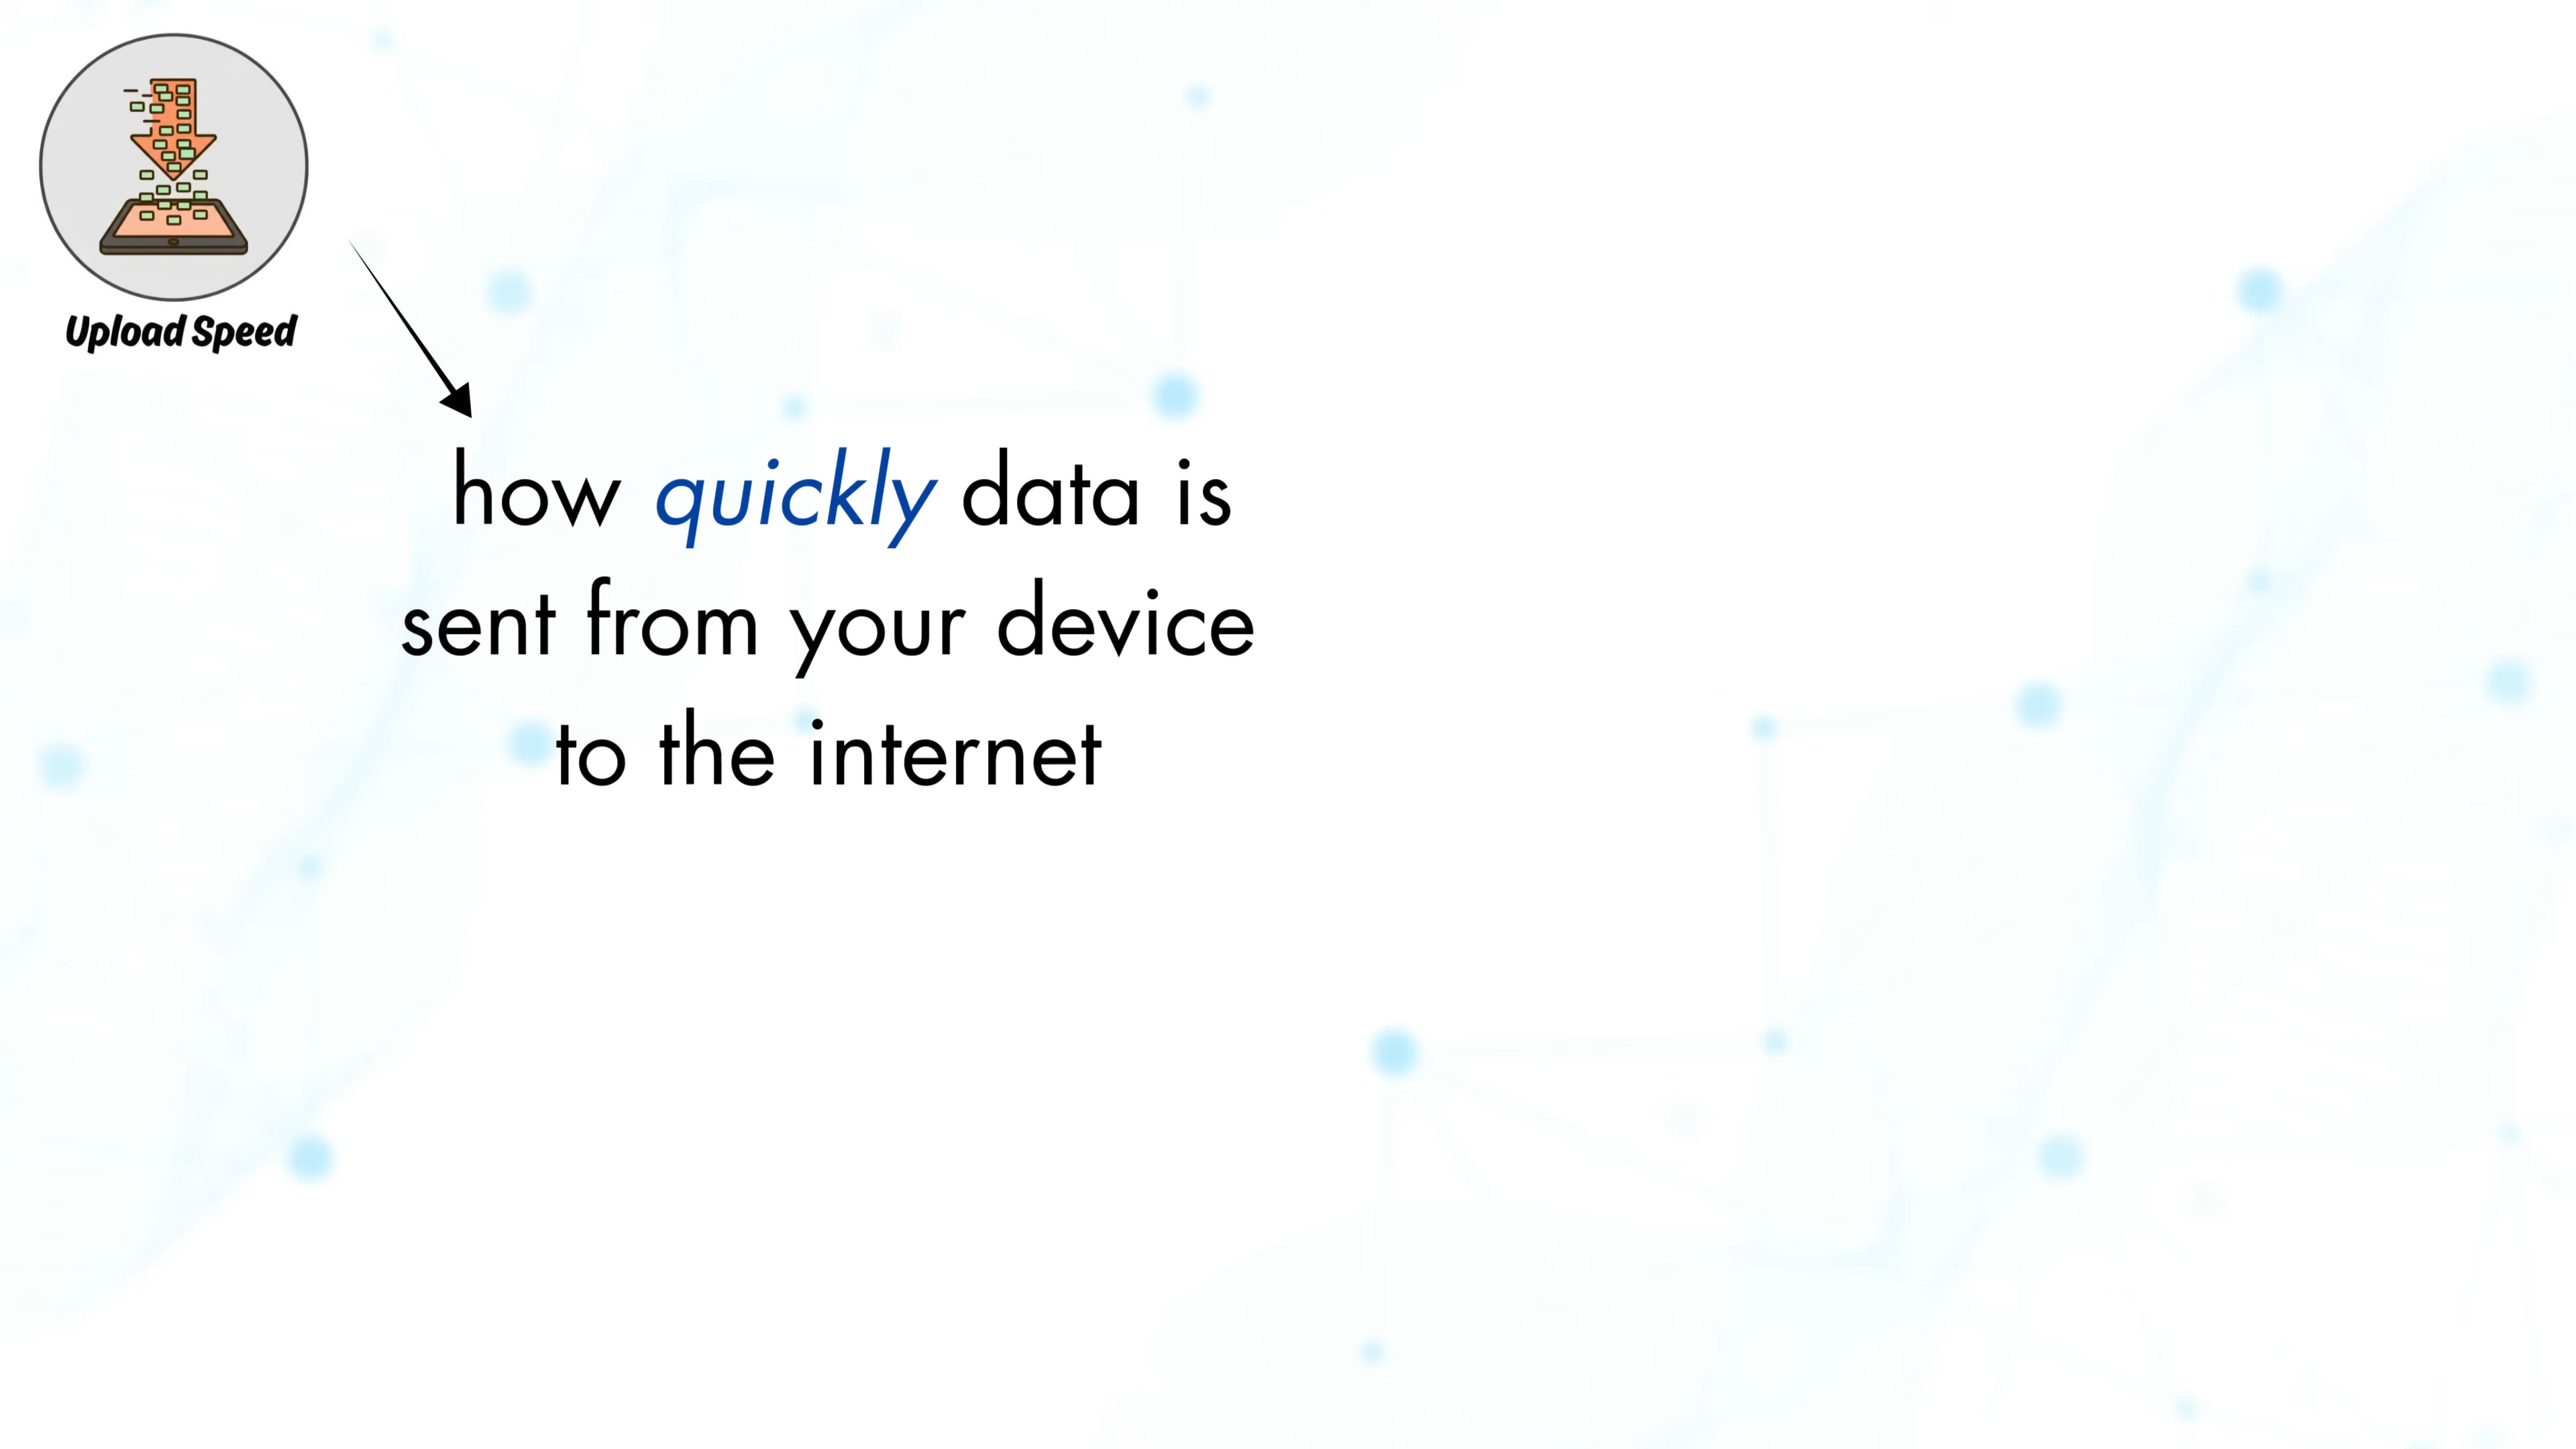 Upload Speed
how quickly data is
sent from your device
to the internet